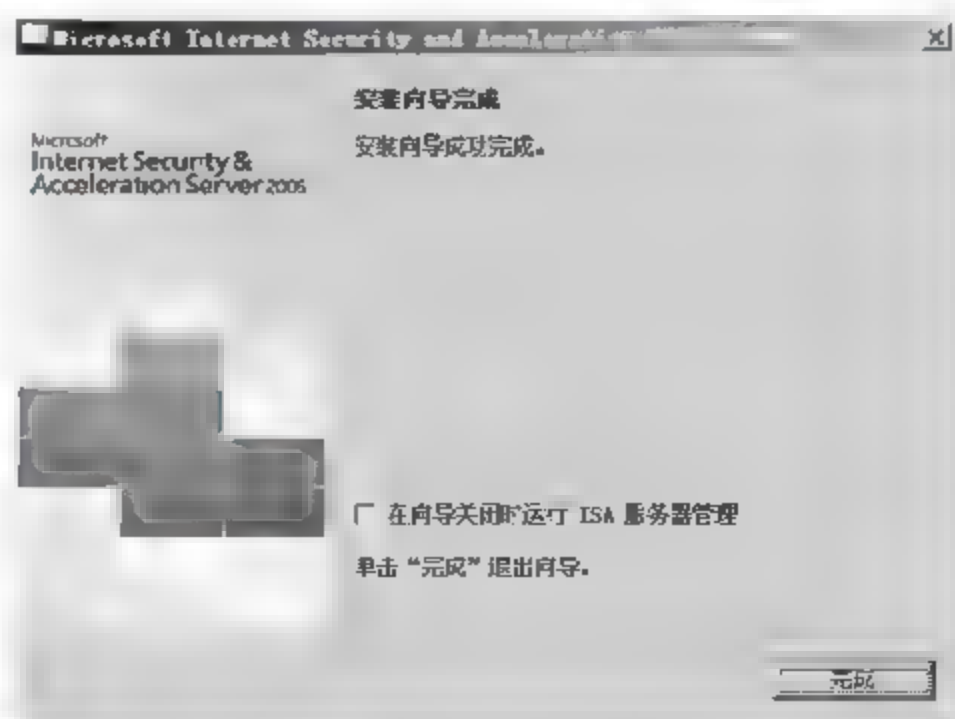 Microsoft Internet Security and Acceleration
安装向导完成
安装向导成功完成。
Microsoft
Internet Security &
Acceleration Server 2006
在向导关闭时运行 ISA 服务器管理
单击“完成”退出向导。
完成